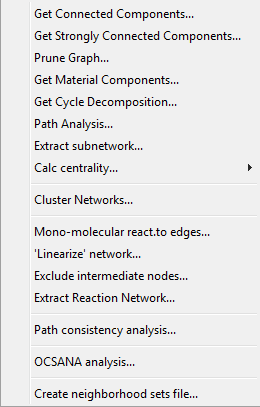 Get Connected Components...
Get Strongly Connected Components...
Prune Graph...
Get Material Components...
Get Cycle Decomposition...
Path Analysis...
Extract subnetwork...
Calc centrality...
Cluster Networks...
Mono-molecular react.to edges...
'Linearize' network...
Exclude intermediate nodes...
Extract Reaction Network...
Path consistency analysis...
OCSANA analysis...
Create neighborhood sets file...